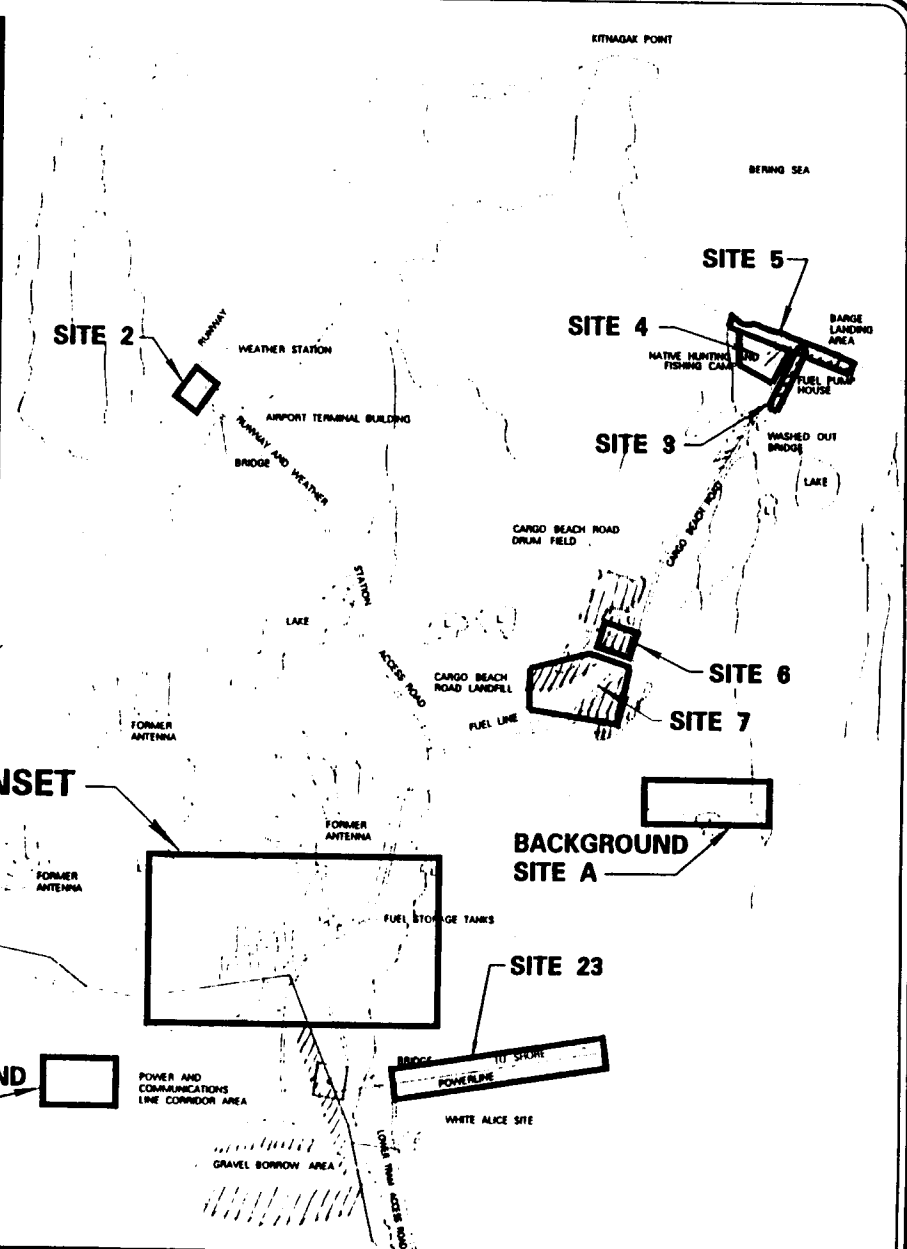 KITNAGAK POINT
BERING SEA
SITE 5
SITE 4
BARGE
LANDING
AREA
SITE 2
RUNWAY
WEATHER STATION
NATIVE HUNTING AND
FISHING CAMP
FUEL PUMP
HOUSE
AIRPORT TERMINAL BUILDING
SITE 3
WASHED OUT
BRIDGE
RUNWAY AND WEATHER
STATION
ACCESS ROAD
BRIDGE
LAKE
L
CARGO BEACH ROAD
CARGO BEACH ROAD
DRUM FIELD
LAKE
L
L
SITE 6
CARGO BEACH
ROAD LANDFILL
SITE 7
FUEL LINE
FORMER
ANTENNA
NSET
FORMER
ANTENNA
BACKGROUND
SITE A
FORMER
ANTENNA
L
L
FUEL STORAGE TANKS
SITE 23
BRIDGE
TO SHORE
POWERLINE
ND
POWER AND
COMMUNICATIONS
LINE CORRIDOR AREA
WHITE ALICE SITE
GRAVEL BORROW AREA
LOWER TRAM ACCESS ROAD